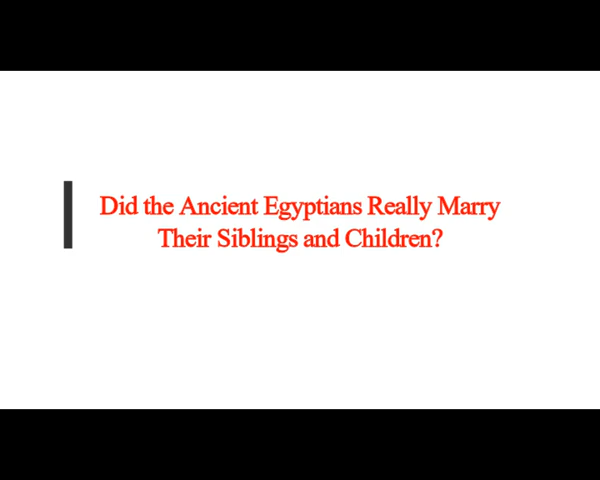 Did the Ancient Egyptians Really Marry
Their Siblings and Children?